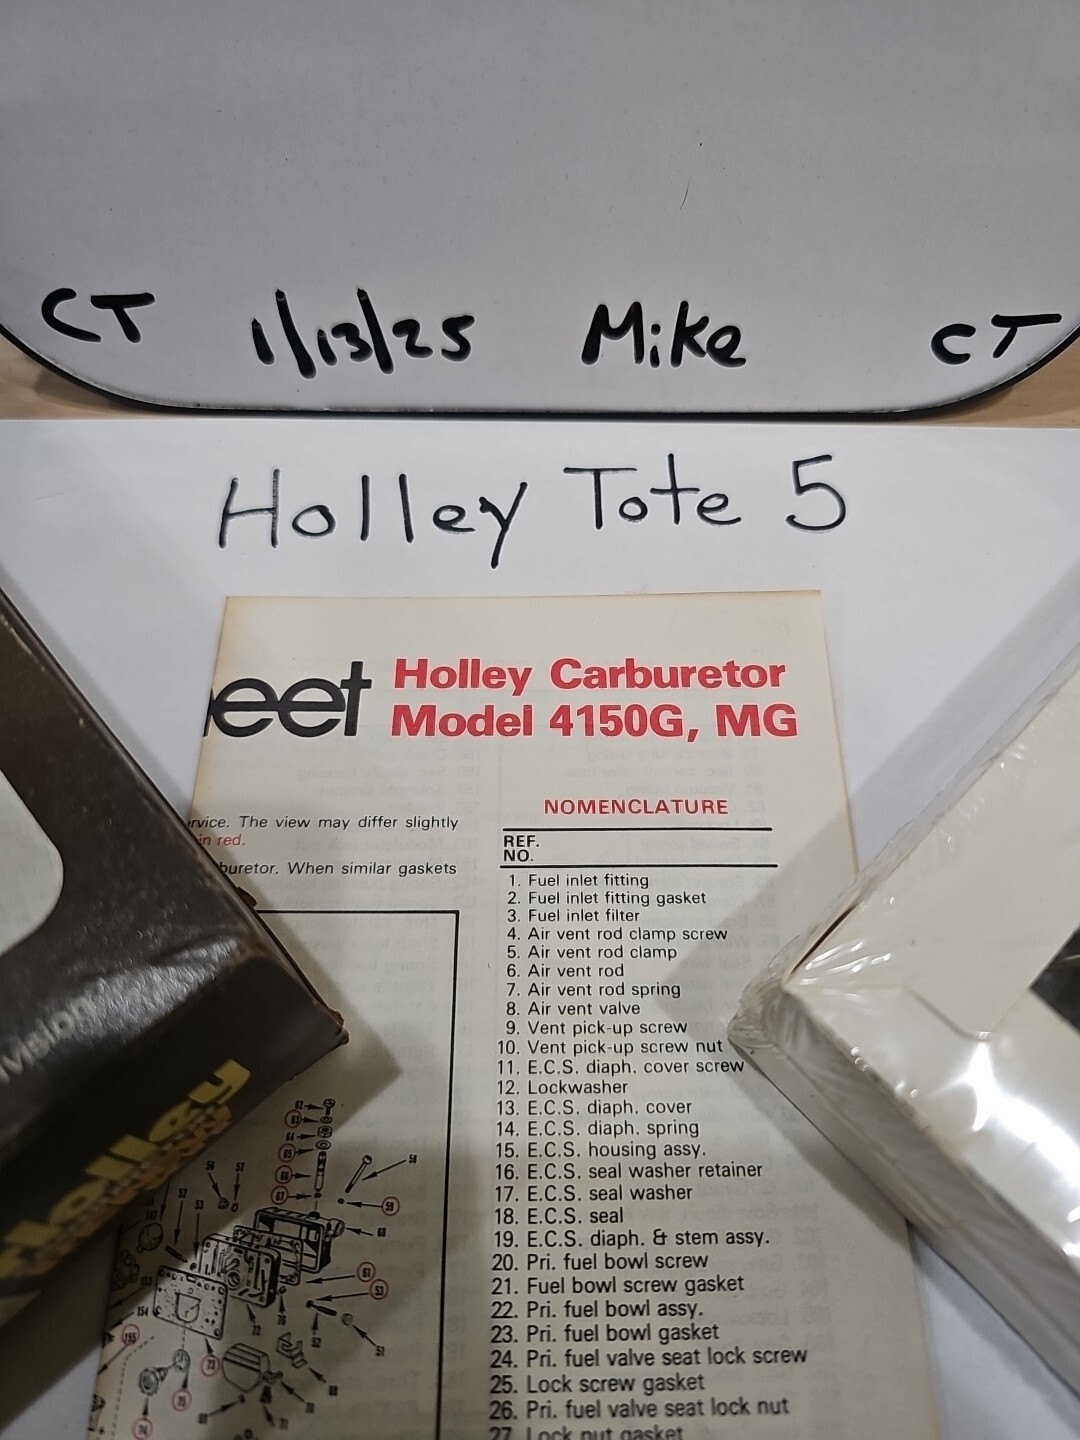 CT 1/13/25 Mike CT
Holley Tote 5
eet Holley Carburetor
Model 4150G, MG
NOMENCLATURE
rvice. The view may differ slightly
in red.
buretor. When similar gaskets
REF.
NO.
1. Fuel inlet fitting
2. Fuel inlet fitting gasket
3. Fuel inlet filter
4. Air vent rod clamp screw
5. Air vent rod clamp
6. Air vent rod
7. Air vent rod spring
8. Air vent valve
9. Vent pick-up screw
10. Vent pick-up screw nut
11. E.C.S. diaph. cover screw
12. Lockwasher
13. E.C.S. diaph. cover
14. E.C.S. diaph. spring
15. E.C.S. housing assy.
16. E.C.S. seal washer retainer
17. E.C.S. seal washer
18. E.C.S. seal
19. E.C.S. diaph. & stem assy.
20. Pri. fuel bowl screw
21. Fuel bowl screw gasket
22. Pri. fuel bowl assy.
23. Pri. fuel bowl gasket
24. Pri. fuel valve seat lock screw
25. Lock screw gasket
26. Pri. fuel valve seat lock nut
27. Lock nut gasket
Holley